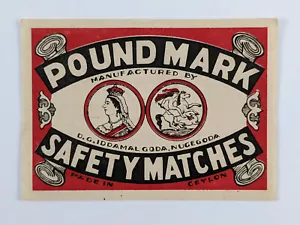 POUND MARK
MANUFACTURED BY
D.G. IDDAMALGODA, NUGEGODA
SAFETY MATCHES
MADE IN CEYLON